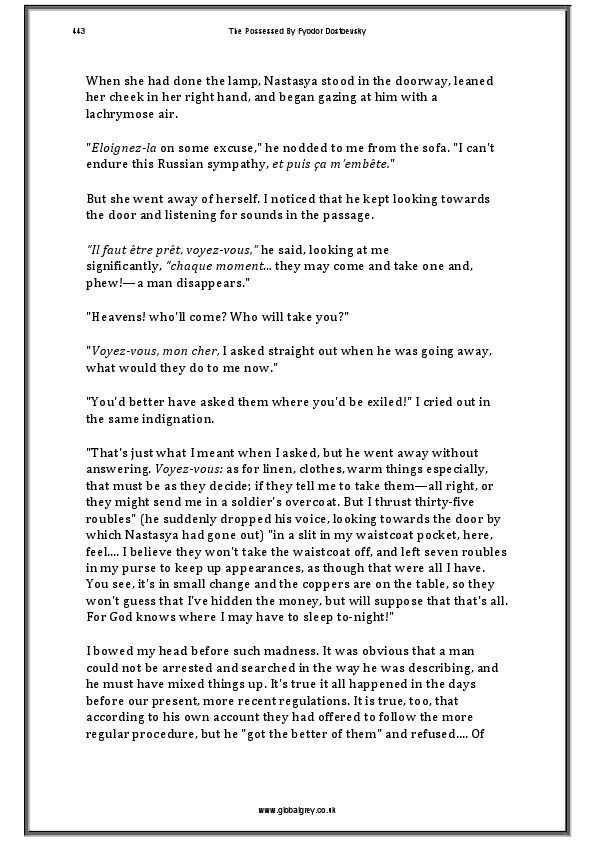 443
The Possessed By Fyodor Dostoevsky
When she had done the lamp, Nastasya stood in the doorway, leaned
her cheek in her right hand, and began gazing at him with a
lachrymose air.
"Eloignez-la on some excuse," he nodded to me from the sofa. "I can't
endure this Russian sympathy, et puis ça m'embête."
But she went away of herself. I noticed that he kept looking towards
the door and listening for sounds in the passage.
"Il faut être prêt, voyez-vous," he said, looking at me
significantly, "chaque moment... they may come and take one and,
phew!—a man disappears."
"Heavens! who'll come? Who will take you?"
"Voyez-vous, mon cher, I asked straight out when he was going away,
what would they do to me now."
"You'd better have asked them where you'd be exiled!" I cried out in
the same indignation.
"That's just what I meant when I asked, but he went away without
answering. Voyez-vous: as for linen, clothes, warm things especially,
that must be as they decide; if they tell me to take them—all right, or
they might send me in a soldier's overcoat. But I thrust thirty-five
roubles" (he suddenly dropped his voice, looking towards the door by
which Nastasya had gone out) "in a slit in my waistcoat pocket, here,
feel.... I believe they won't take the waistcoat off, and left seven roubles
in my purse to keep up appearances, as though that were all I have.
You see, it's in small change and the coppers are on the table, so they
won't guess that I've hidden the money, but will suppose that that's all.
For God knows where I may have to sleep to-night!"
I bowed my head before such madness. It was obvious that a man
could not be arrested and searched in the way he was describing, and
he must have mixed things up. It's true it all happened in the days
before our present, more recent regulations. It is true, too, that
according to his own account they had offered to follow the more
regular procedure, but he "got the better of them" and refused.... Of
www.globalgrey.co.uk